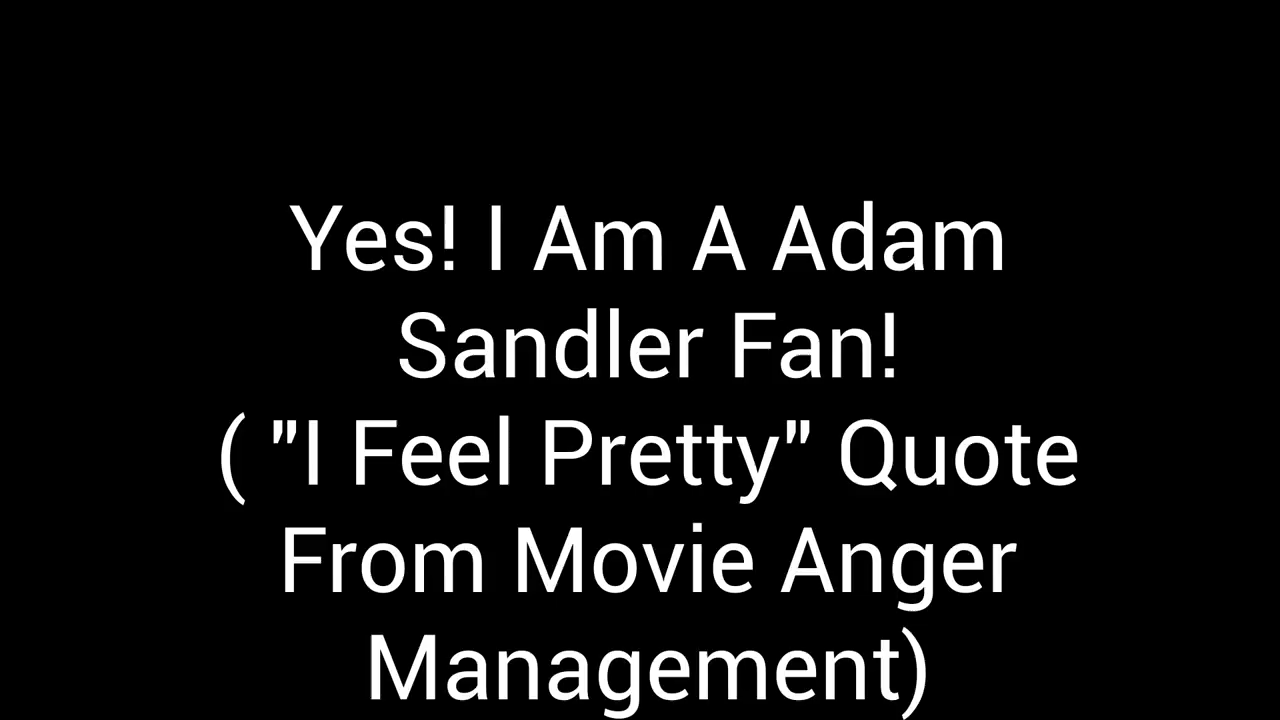 Yes! I Am A Adam
Sandler Fan!
( "I Feel Pretty" Quote
From Movie Anger
Management)